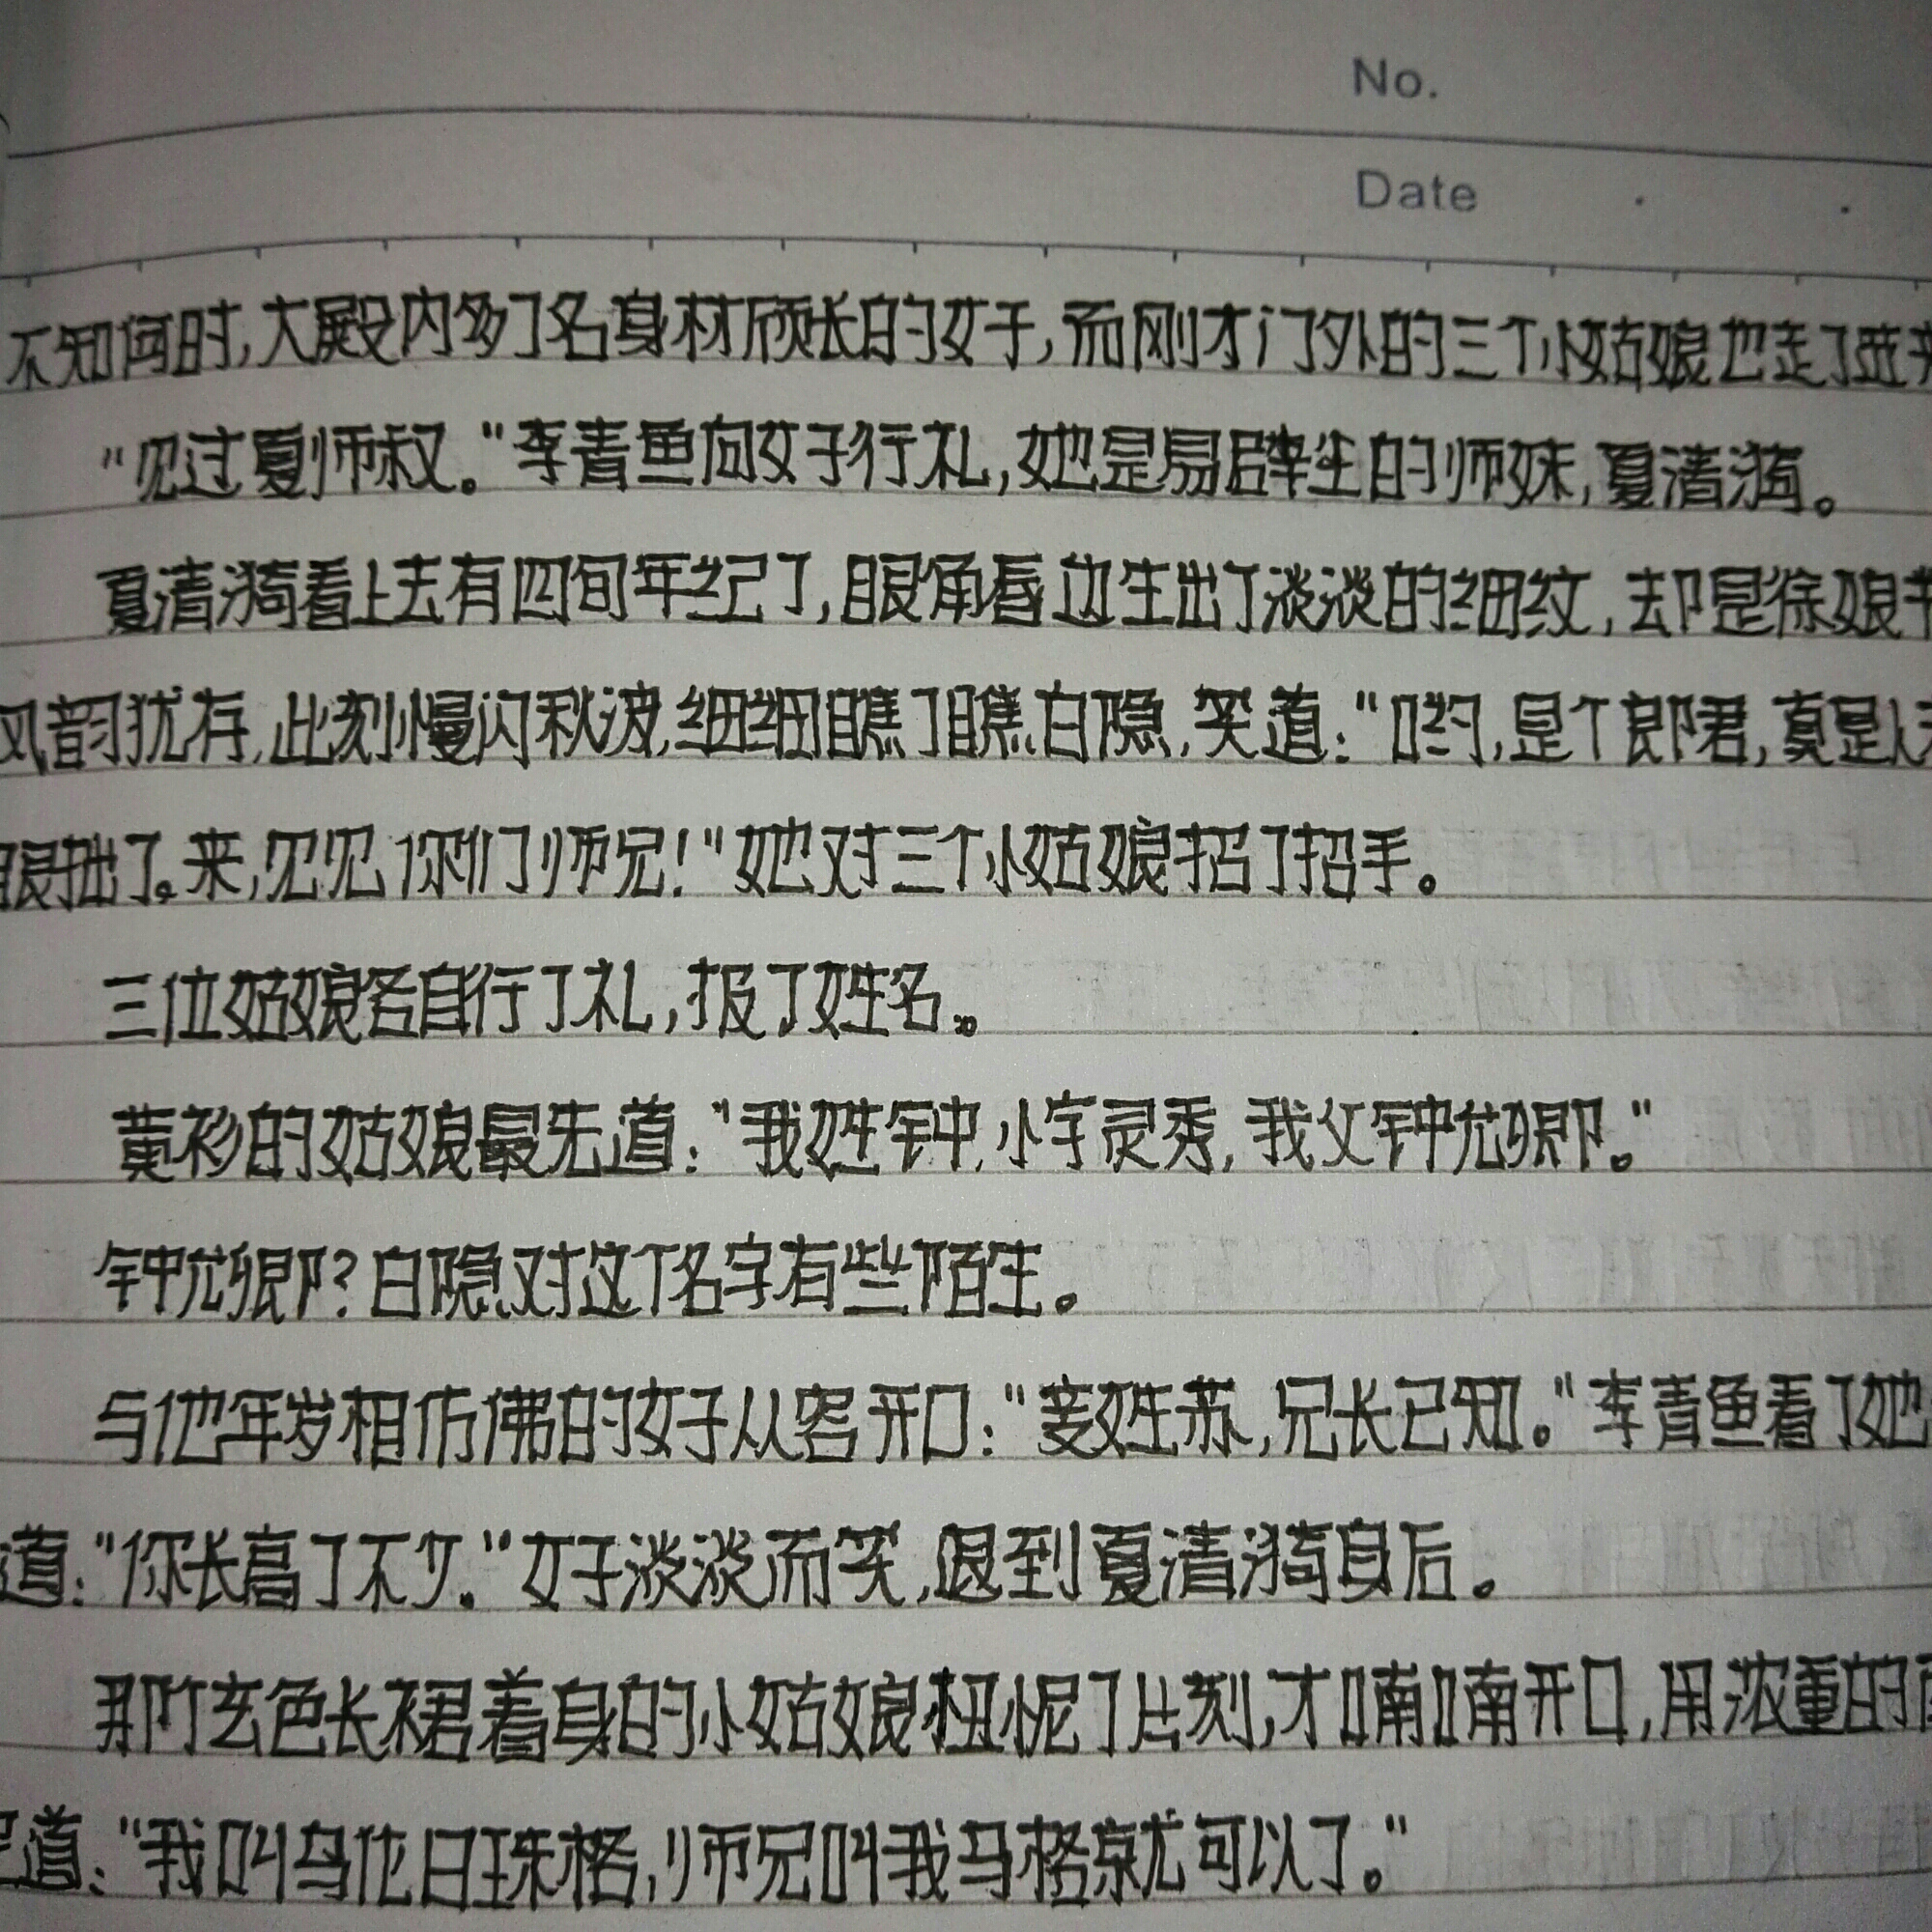 No.
Date
不知何时,大殿内多了名身材颀长的女子,而刚才门外的三个小姑娘也走了进来
"见过夏师叔。"李青鱼向女子行礼,她是易辟尘的师妹,夏清漪。
夏清漪看上去有四旬年纪了,眼角唇边生出了淡淡的细纹,却是徐娘半
风韵犹存,此刻慢闪秋波,细细瞧了瞧白隐,笑道:"哟,是个郎君,真是
眼拙了。来,见见你们师兄!"她对三个小姑娘招了招手。
三位姑娘各自行了礼,报了姓名。
黄衫的姑娘最先道:"我姓钟,小字灵秀,我父钟尤卿。"
钟尤卿?白隐对这个名字有些陌生。
与他年岁相仿佛的女子从容开口:"妾姓苏,兄长已知。"李青鱼看了她
道:"你长高了不少。"女子淡淡而笑,退到夏清漪身后。
那个玄色长裙着身的小姑娘扭怩了片刻,才喃喃开口,用浓重的
道:"我叫乌伦日珠格,师兄叫我乌格就可以了。"